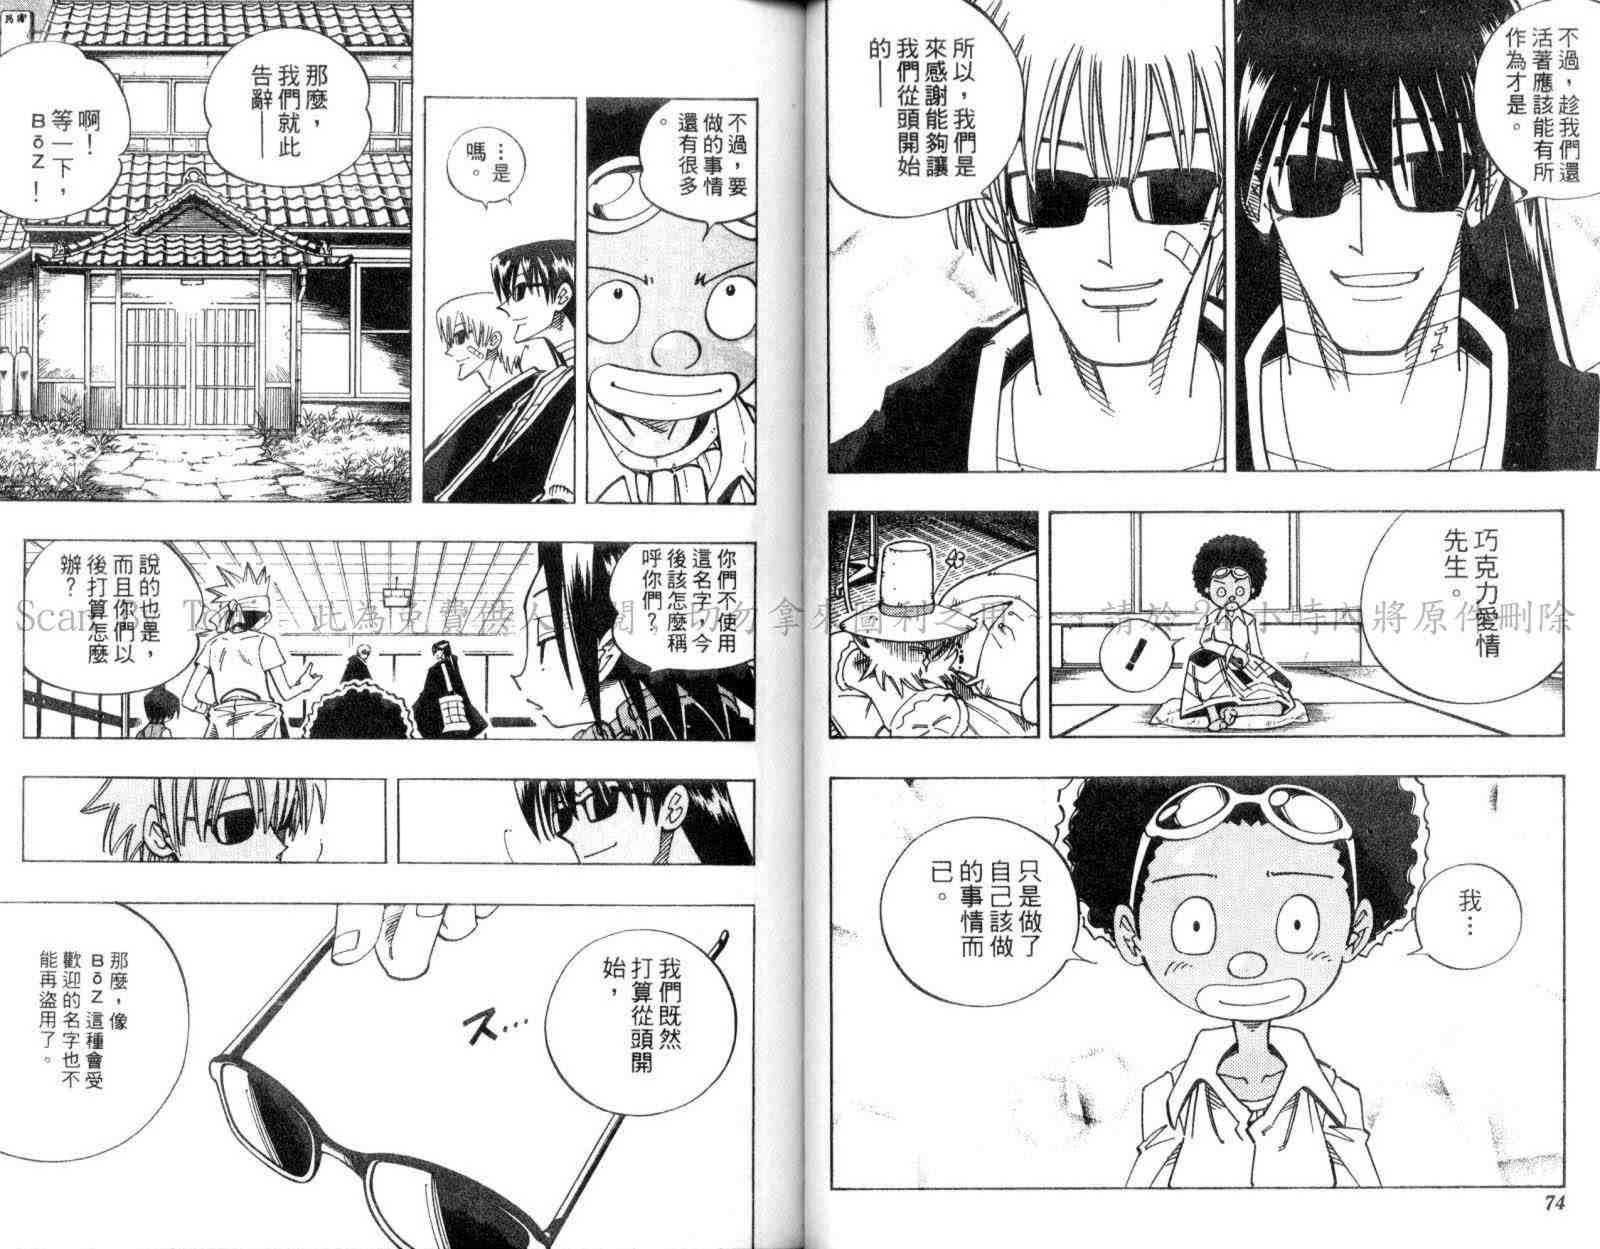 不過，趁我們還
活著應該能有所
作為才是。
所以，我們是
來感謝能夠讓
我們從頭開始
的——
巧克力愛情
先生。
！
我…
只是做了
自己該做
的事情而
已。
74
不過，要
做的事情
還有很多
。
…是
嗎。
那麼，
我們就此
告辭——
啊！
等一下，
BōZ！
你們不使用
這名字，今
後該怎麼稱
呼你們？
說的也是，
而且你們以
後打算怎麼
辦？
我們既然
打算從頭開
始，
ス…
那麼，像
BōZ這種會受
歡迎的名字也不
能再盜用了。